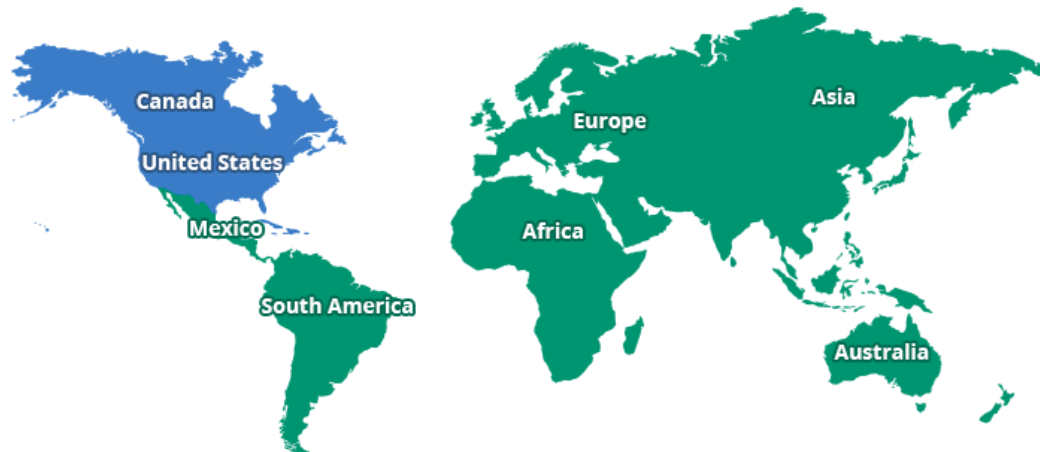 Canada
Asia
Europe
United States
Mexico
Africa
South America
Australia